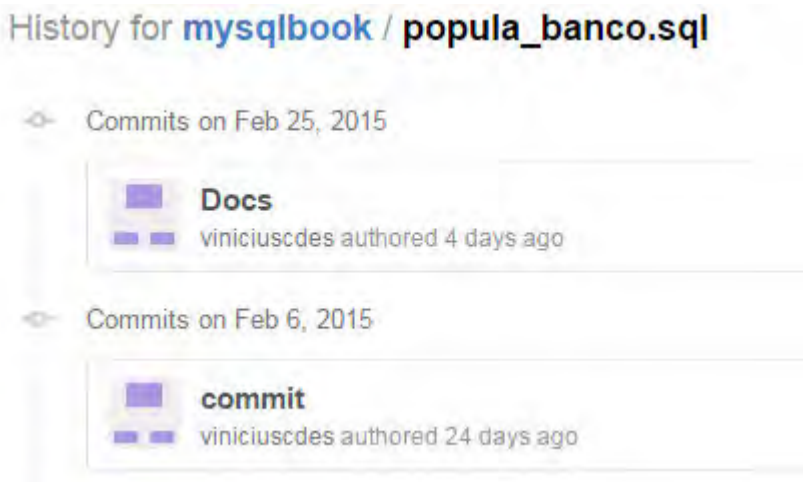 History for mysqlbook / popula_banco.sql
Commits on Feb 25, 2015
Docs
viniciuscdes authored 4 days ago
Commits on Feb 6, 2015
commit
viniciuscdes authored 24 days ago